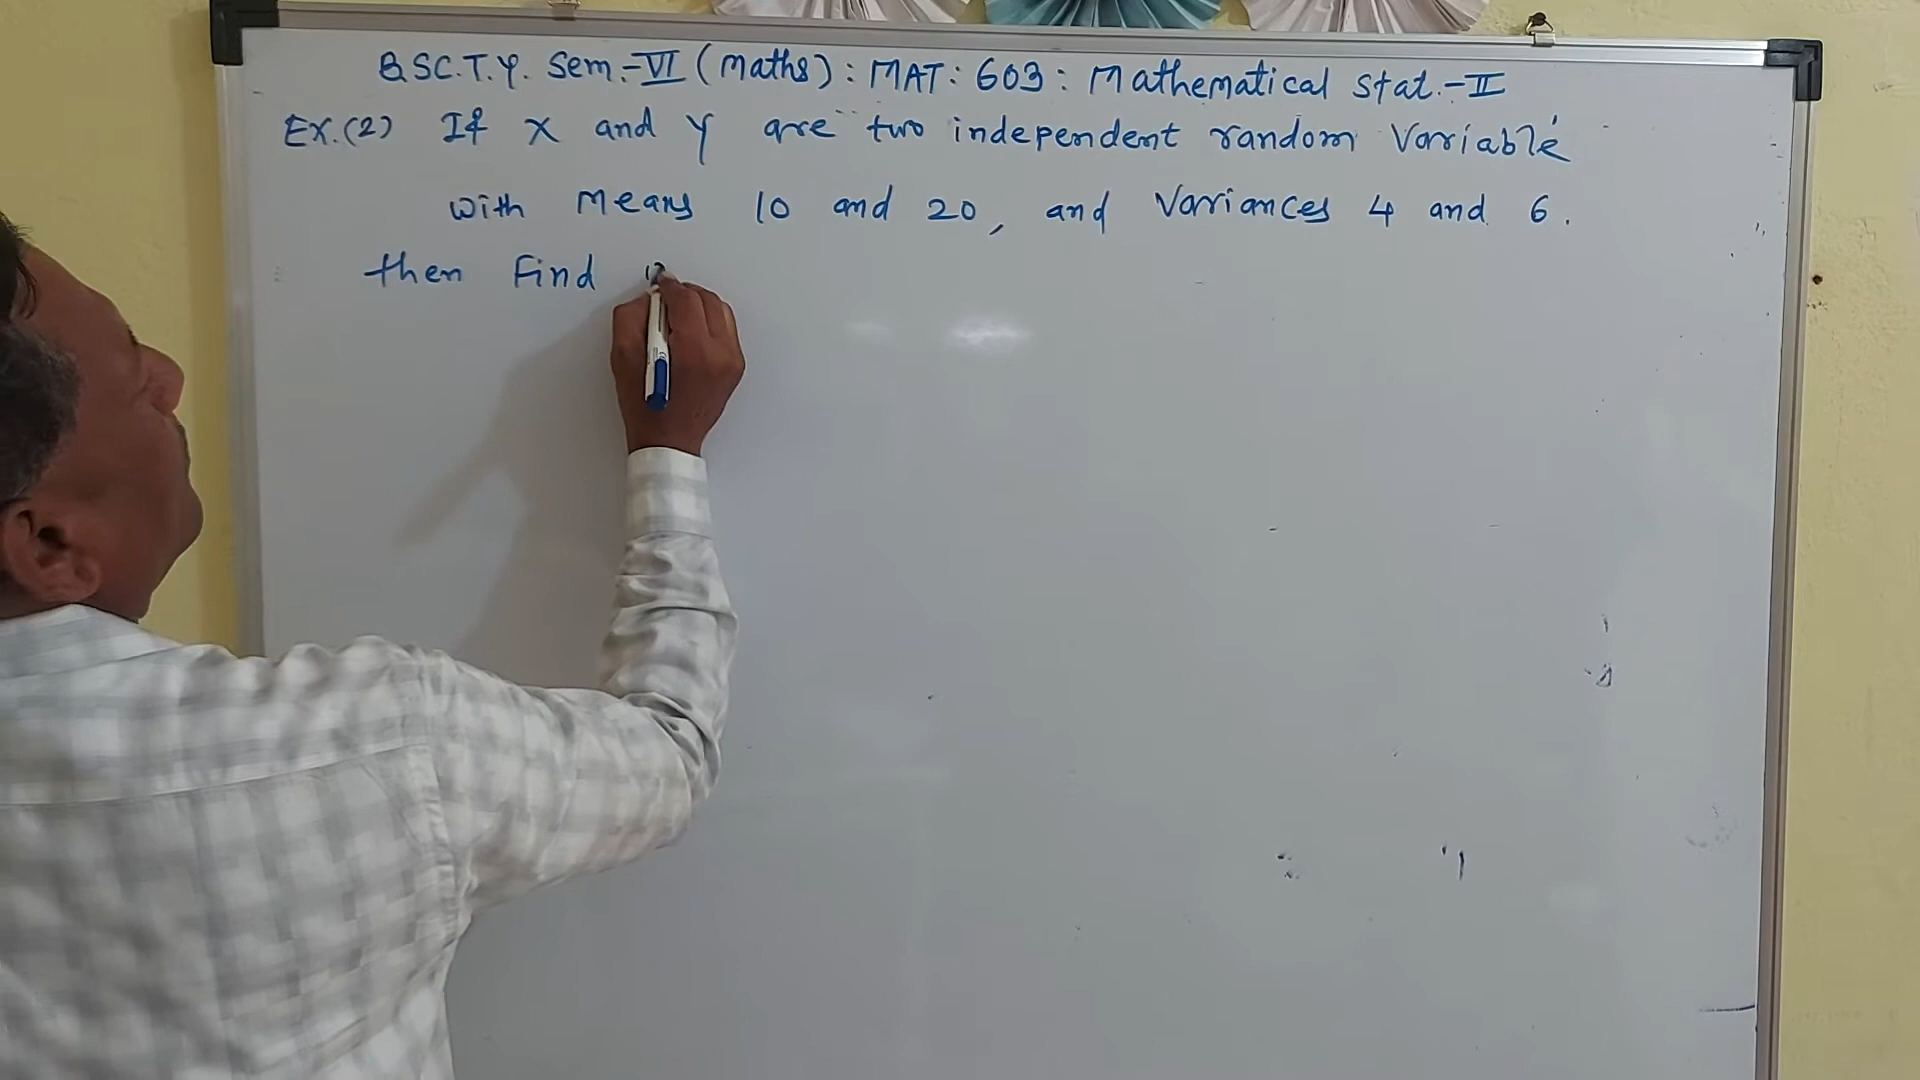 B.SC.T.Y. Sem.-VI (Maths) : MAT: 603: Mathematical Stat.-II
Ex.(2) If X and Y are two independent random Variable
with Means 10 and 20, and Variances 4 and 6.
then Find